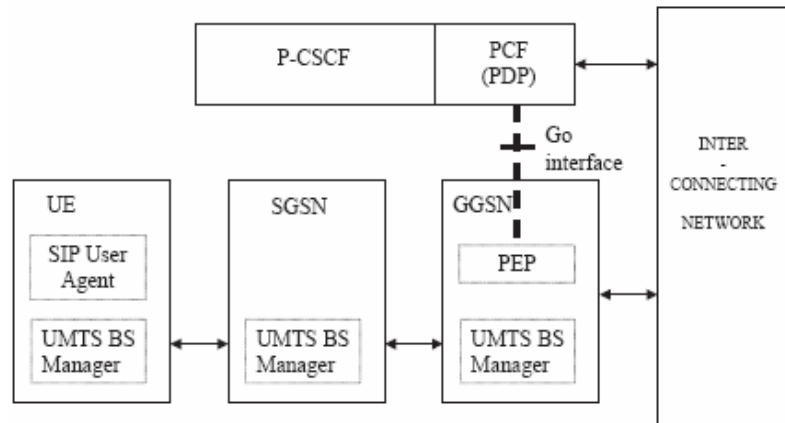 P-CSCF
PCF
(PDP)
Go
interface
INTER
-
CONNECTING
NETWORK
UE
SIP User
Agent
UMTS BS
Manager
SGSN
UMTS BS
Manager
GGSN
PEP
UMTS BS
Manager